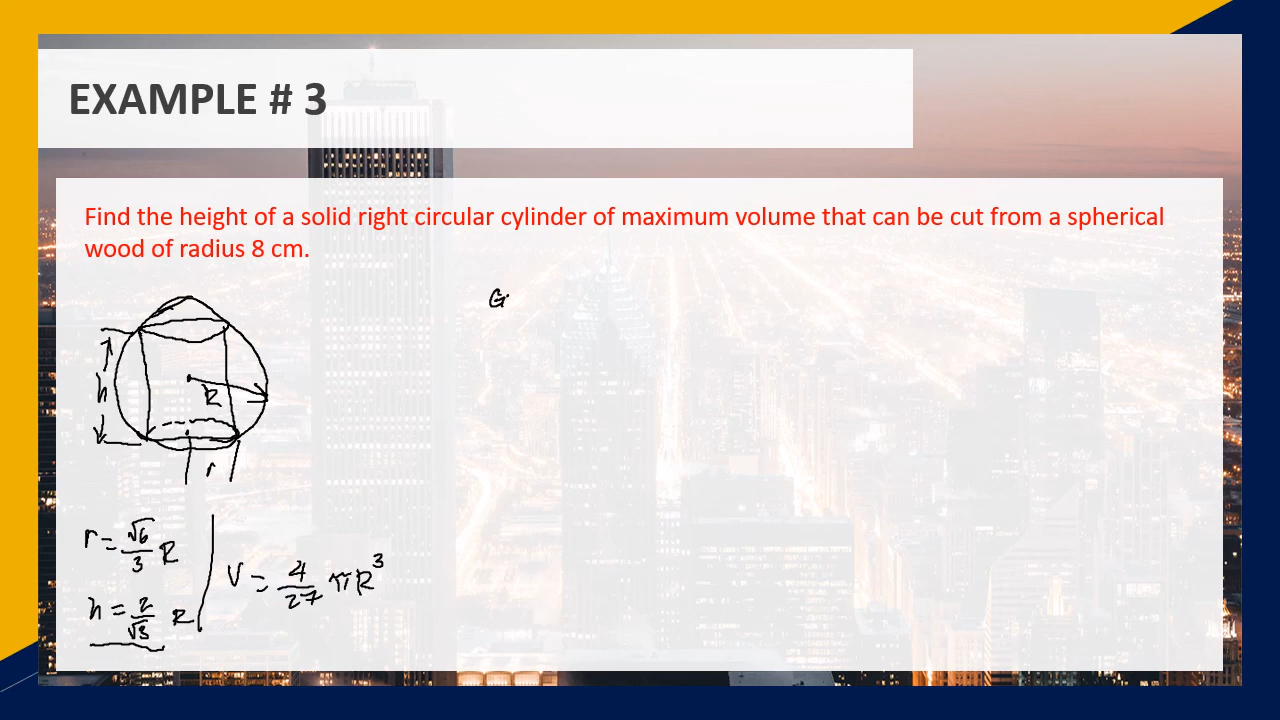 EXAMPLE # 3
Find the height of a solid right circular cylinder of maximum volume that can be cut from a spherical
wood of radius 8 cm.
G:
h
R
r
r = √6/3 R
h = 2/√3 R
V = 4/27 πR³